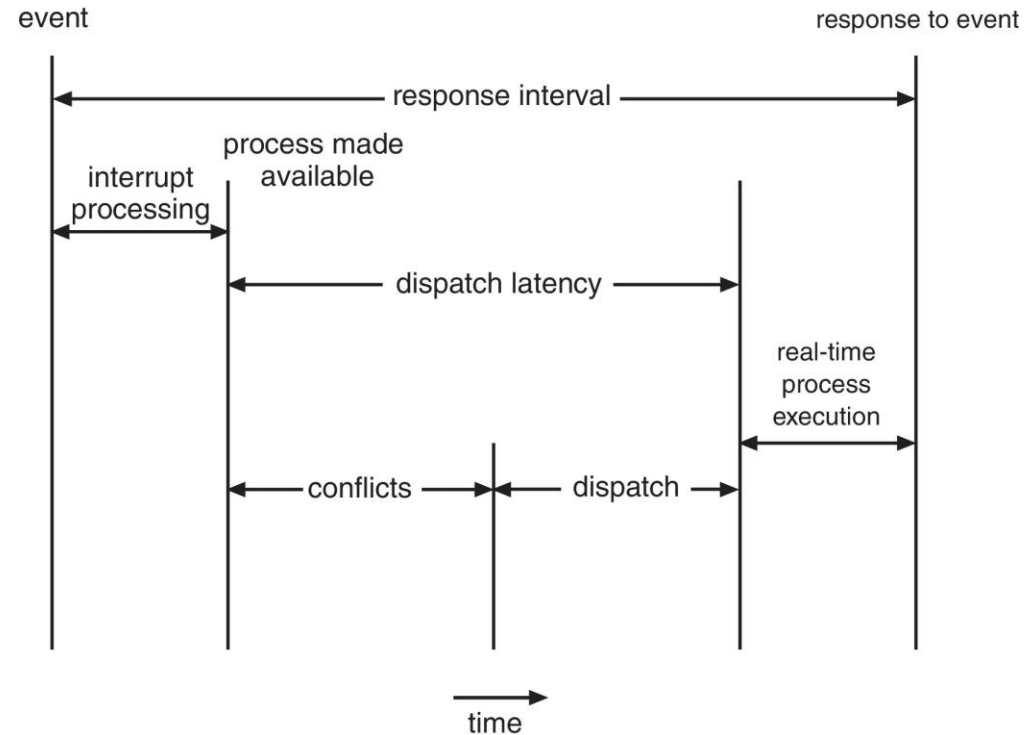 event
response to event
response interval
process made
available
interrupt
processing
dispatch latency
real-time
process
execution
conflicts
dispatch
time